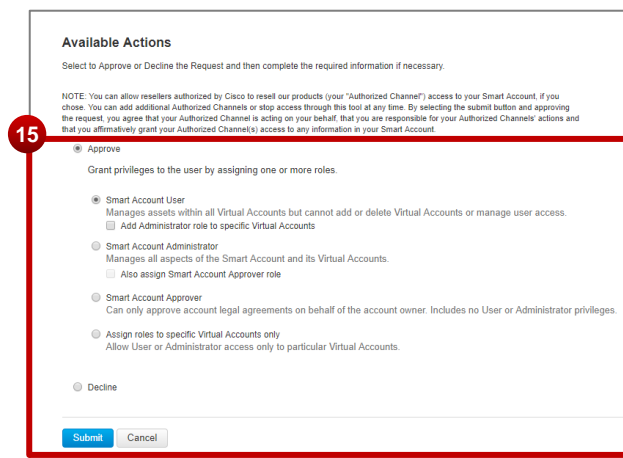 Available Actions
Select to Approve or Decline the Request and then complete the required information if necessary.
NOTE: You can allow resellers authorized by Cisco to resell our products (your "Authorized Channel") access to your Smart Account, if you
chose. You can add additional Authorized Channels or stop access through this tool at any time. By selecting the submit button and approving
the request, you agree that your Authorized Channel is acting on your behalf, that you are responsible for your Authorized Channels' actions and
that you affirmatively grant your Authorized Channel(s) access to any information in your Smart Account.
15
Approve
Grant privileges to the user by assigning one or more roles.
Smart Account User
Manages assets within all Virtual Accounts but cannot add or delete Virtual Accounts or manage user access.
Add Administrator role to specific Virtual Accounts
Smart Account Administrator
Manages all aspects of the Smart Account and its Virtual Accounts.
Also assign Smart Account Approver role
Smart Account Approver
Can only approve account legal agreements on behalf of the account owner. Includes no User or Administrator privileges.
Assign roles to specific Virtual Accounts only
Allow User or Administrator access only to particular Virtual Accounts.
Decline
Submit Cancel